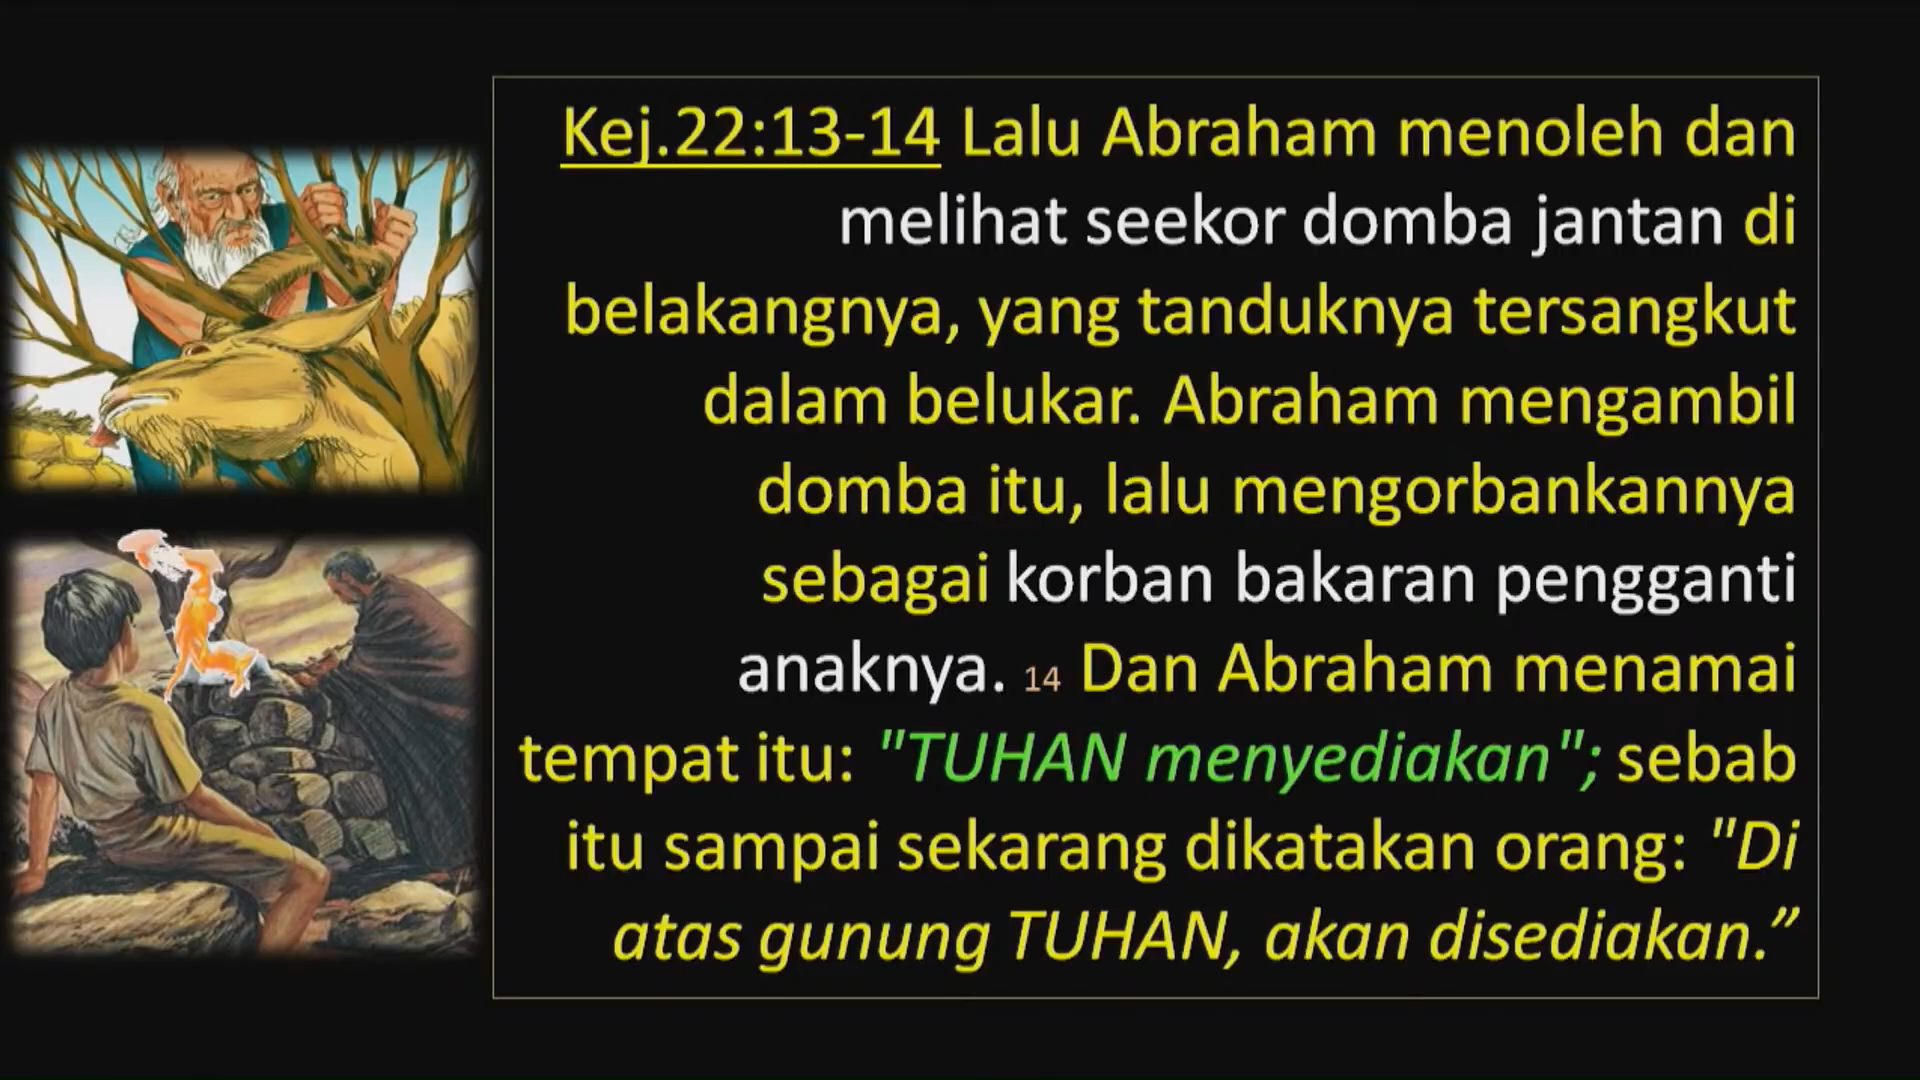 Kej.22:13-14 Lalu Abraham menoleh dan
melihat seekor domba jantan di
belakangnya, yang tanduknya tersangkut
dalam belukar. Abraham mengambil
domba itu, lalu mengorbankannya
sebagai korban bakaran pengganti
anaknya. 14 Dan Abraham menamai
tempat itu: "TUHAN menyediakan"; sebab
itu sampai sekarang dikatakan orang: "Di
atas gunung TUHAN, akan disediakan.”